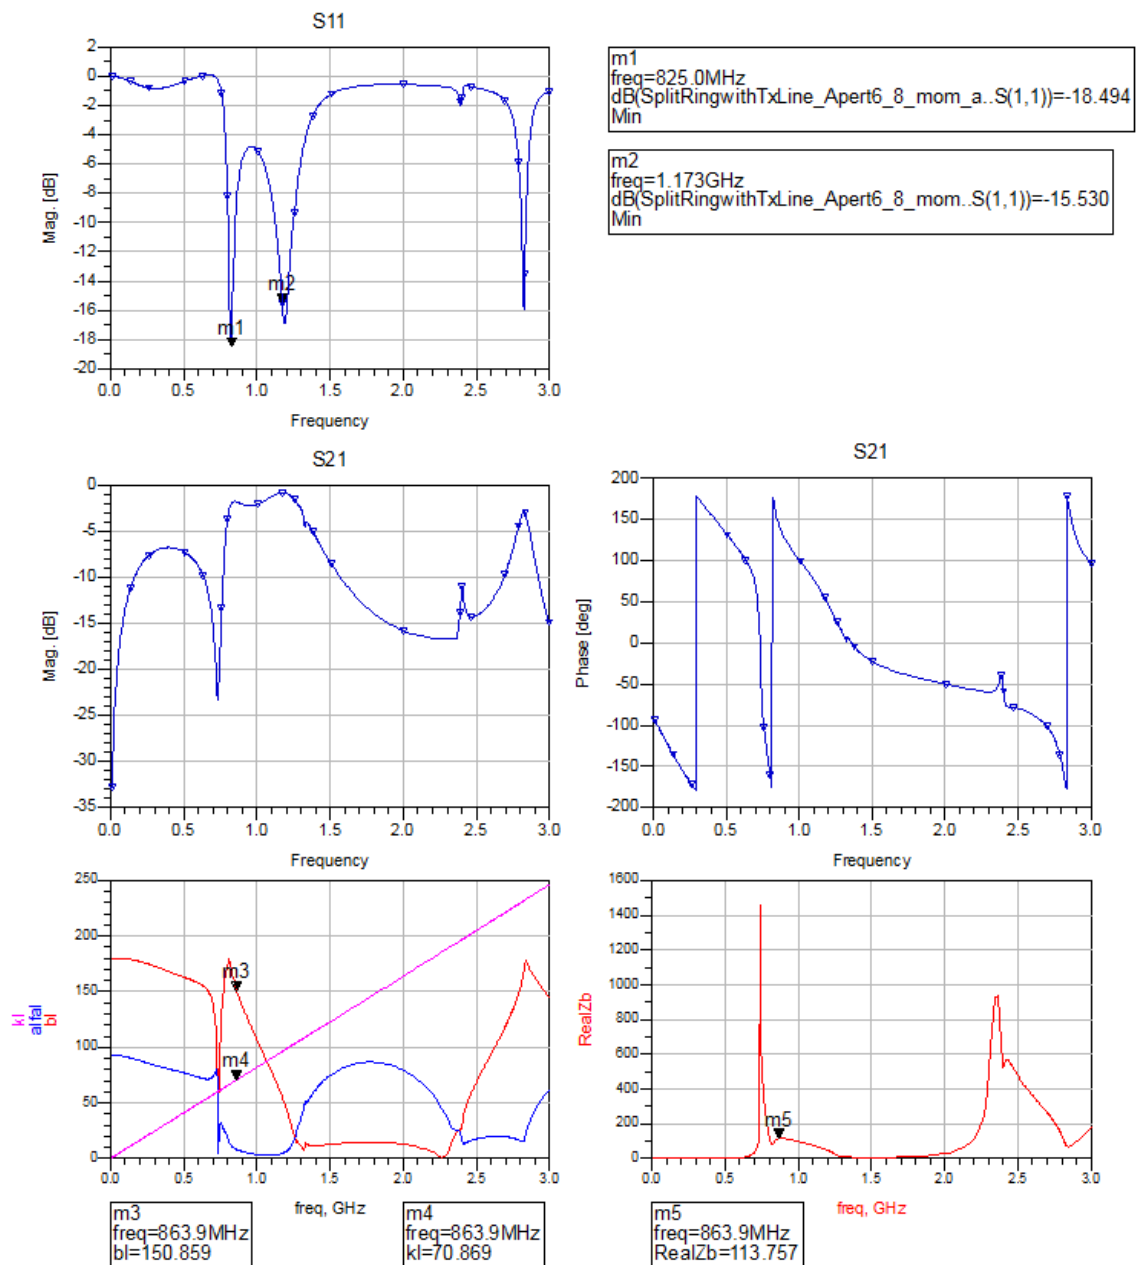 S11
2
0
-2
-4
-6
-8
-10
-12
-14
-16
-18
-20
Mag. [dB]
m1
m2
0.0 0.5 1.0 1.5 2.0 2.5 3.0
Frequency
m1
freq=825.0MHz
dB(SplitRingwithTxLine_Apert6_8_mom_a..S(1,1))=-18.494
Min
m2
freq=1.173GHz
dB(SplitRingwithTxLine_Apert6_8_mom..S(1,1))=-15.530
Min
S21
0
-5
-10
-15
-20
-25
-30
-35
Mag. [dB]
0.0 0.5 1.0 1.5 2.0 2.5 3.0
Frequency
S21
200
150
100
50
0
-50
-100
-150
-200
Phase [deg]
0.0 0.5 1.0 1.5 2.0 2.5 3.0
Frequency
250
200
150
100
50
0
kl
alfal
bl
m3
m4
0.0 0.5 1.0 1.5 2.0 2.5 3.0
freq, GHz
m3
freq=863.9MHz
bl=150.859
m4
freq=863.9MHz
kl=70.869
1600
1400
1200
1000
800
600
400
200
0
RealZb
m5
0.0 0.5 1.0 1.5 2.0 2.5 3.0
freq, GHz
m5
freq=863.9MHz
RealZb=113.757